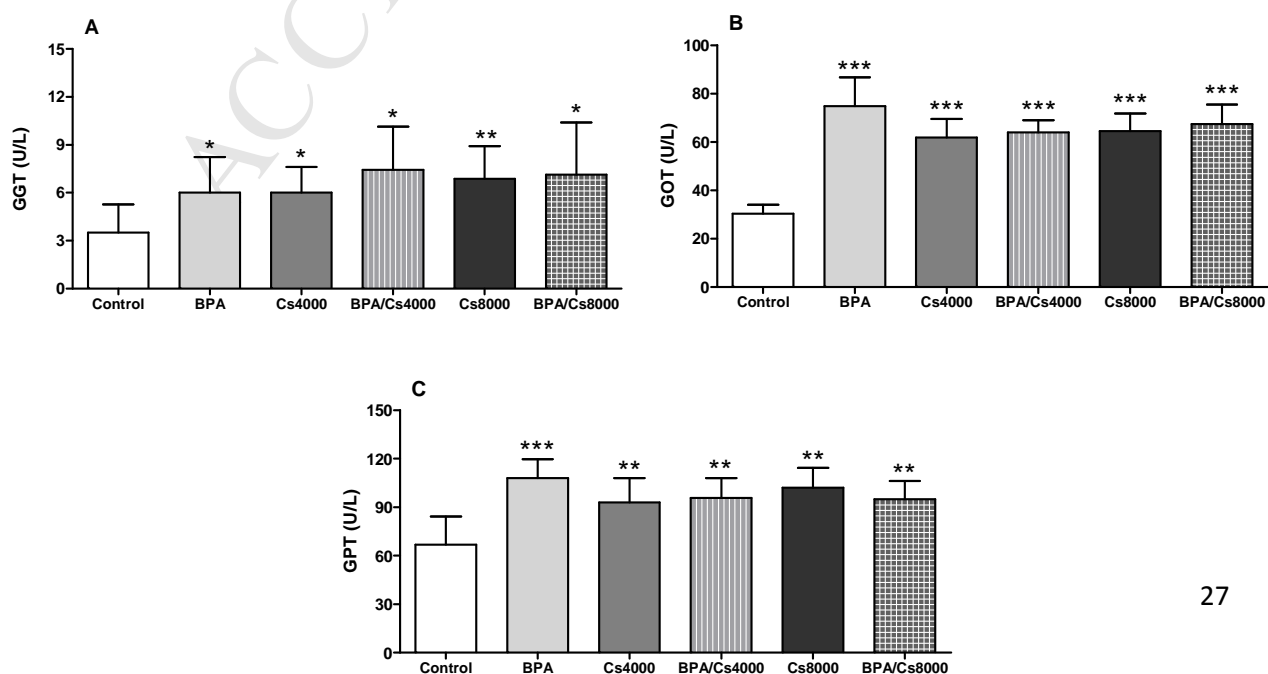 ACC
A
15
12
9
6
3
0
GGT (U/L)
* * * ** *
Control BPA Cs4000 BPA/Cs4000 Cs8000 BPA/Cs8000
B
100
80
60
40
20
0
GOT (U/L)
*** *** *** *** ***
Control BPA Cs4000 BPA/Cs4000 Cs8000 BPA/Cs8000
C
150
120
90
60
30
0
GPT (U/L)
*** ** ** ** **
Control BPA Cs4000 BPA/Cs4000 Cs8000 BPA/Cs8000
27